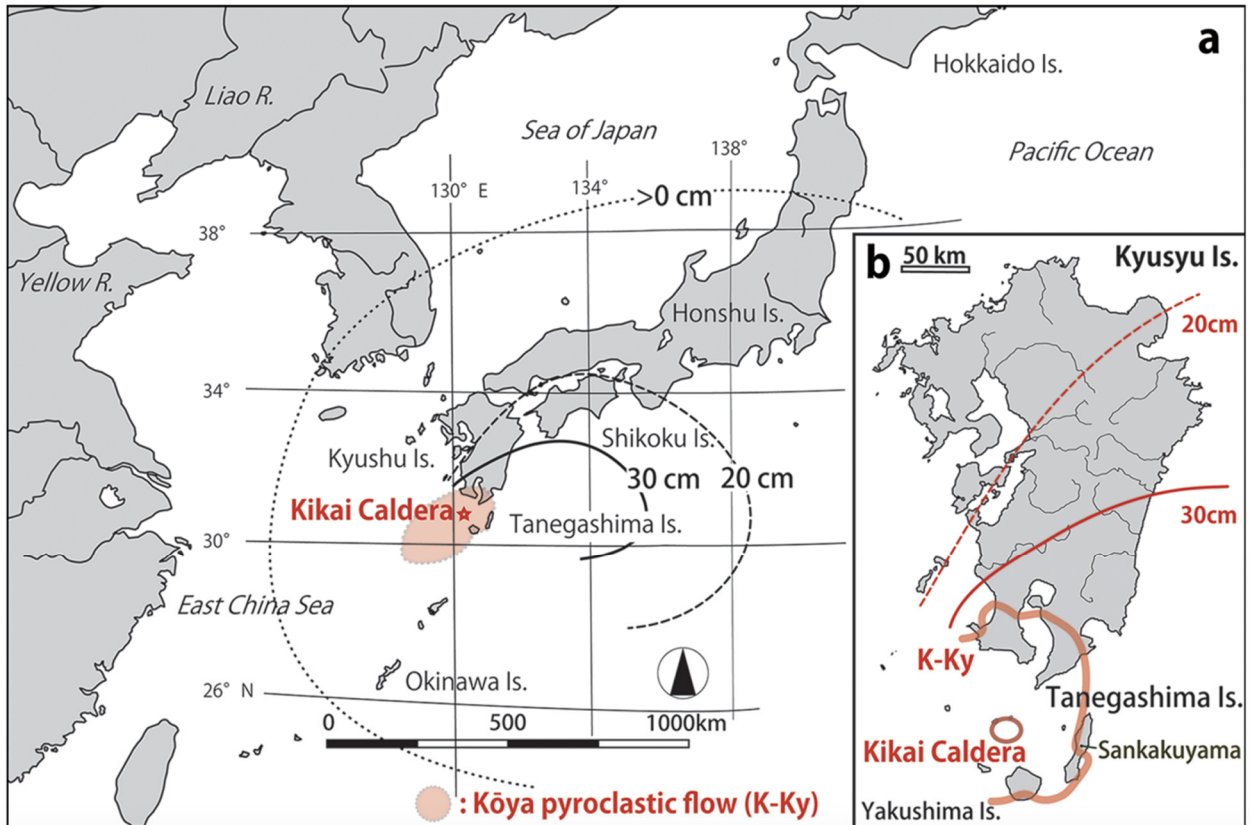 a
Hokkaido Is.
Liao R.
Sea of Japan
Pacific Ocean
138°
130° E
134°
>0 cm
38°
Yellow R.
Honshu Is.
34°
Shikoku Is.
Kyushu Is.
30 cm
20 cm
Kikai Caldera
Tanegashima Is.
30°
East China Sea
26° N
Okinawa Is.
0 500 1000km
: Kōya pyroclastic flow (K-Ky)
b
50 km
Kyusyu Is.
20cm
30cm
K-Ky
Tanegashima Is.
Kikai Caldera
Sankakuyama
Yakushima Is.